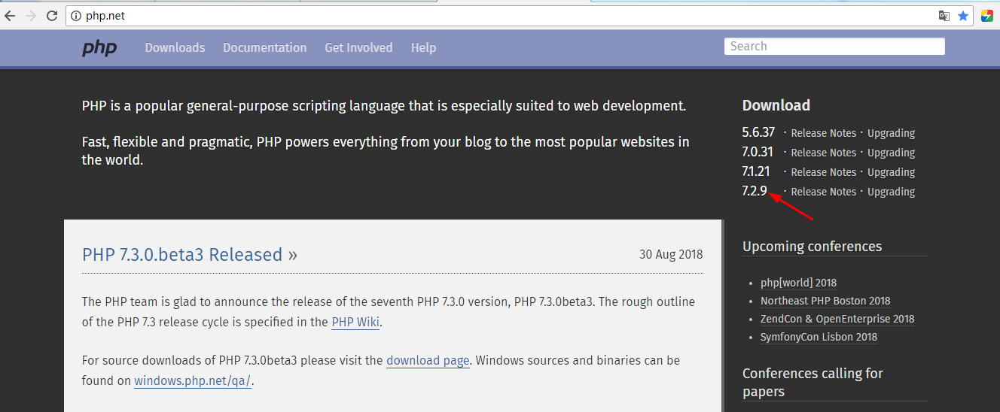 php.net
php Downloads Documentation Get Involved Help Search
PHP is a popular general-purpose scripting language that is especially suited to web development.
Fast, flexible and pragmatic, PHP powers everything from your blog to the most popular websites in
the world.
Download
5.6.37 · Release Notes · Upgrading
7.0.31 · Release Notes · Upgrading
7.1.21 · Release Notes · Upgrading
7.2.9 · Release Notes · Upgrading
PHP 7.3.0.beta3 Released » 30 Aug 2018
The PHP team is glad to announce the release of the seventh PHP 7.3.0 version, PHP 7.3.0beta3. The rough outline
of the PHP 7.3 release cycle is specified in the PHP Wiki.
For source downloads of PHP 7.3.0beta3 please visit the download page. Windows sources and binaries can be
found on windows.php.net/qa/.
Upcoming conferences
• php[world] 2018
• Northeast PHP Boston 2018
• ZendCon & OpenEnterprise 2018
• SymfonyCon Lisbon 2018
Conferences calling for
papers